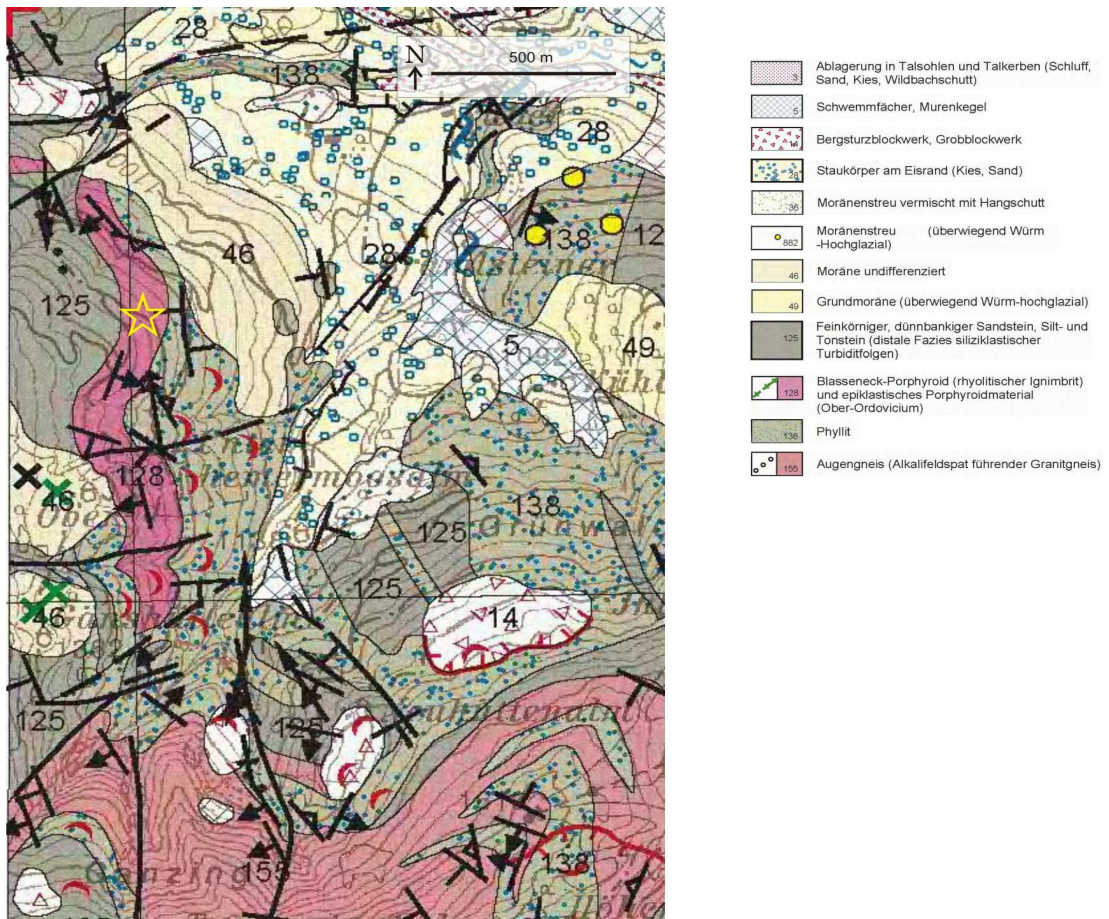 28
138
N
500 m
28
46
28
138
12
125
5
49
128
46
138
125
125
14
46
125
125
155
138
3
Ablagerung in Talsohlen und Talkerben (Schluff,
Sand, Kies, Wildbachschutt)
5
Schwemmfächer, Murenkegel
14
Bergsturzblockwerk, Grobblockwerk
28
Staukörper am Eisrand (Kies, Sand)
36
Moränenstreu vermischt mit Hangschutt
882
Moränenstreu (überwiegend Würm
-Hochglazial)
46
Moräne undifferenziert
49
Grundmoräne (überwiegend Würm-hochglazial)
125
Feinkörniger, dünnbankiger Sandstein, Silt- und
Tonstein (distale Fazies siliziklastischer
Turbiditfolgen)
128
Blasseneck-Porphyroid (rhyolitischer Ignimbrit)
und epiklastisches Porphyroidmaterial
(Ober-Ordovicium)
138
Phyllit
155
Augengneis (Alkalifeldspat führender Granitgneis)